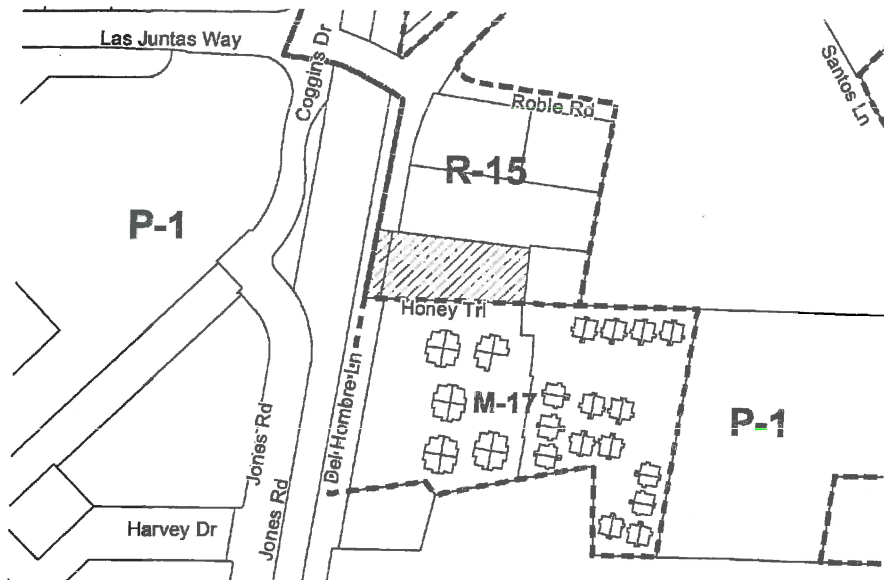 Las Juntas Way
Coggins Dr
Roble Rd
Santos Ln
R-15
P-1
Honey Trl
Del Hombre Ln
M-17
P-1
Jones Rd
Jones Rd
Harvey Dr